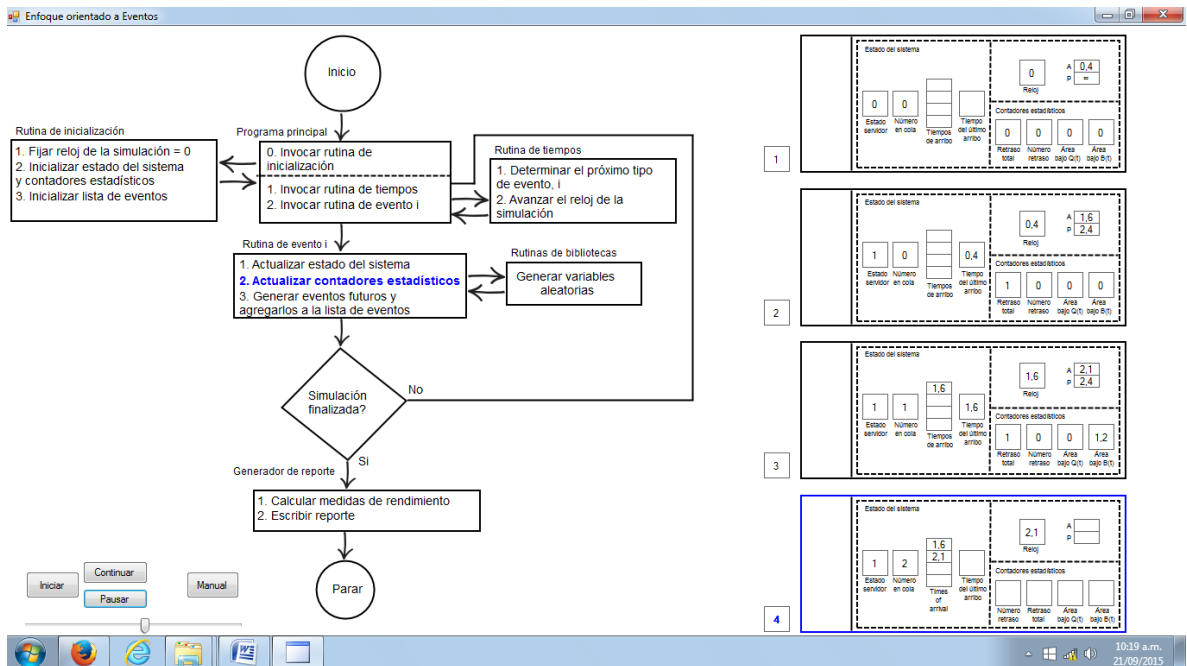 Enfoque orientado a Eventos
Inicio
Rutina de inicialización
1. Fijar reloj de la simulación = 0
2. Inicializar estado del sistema
y contadores estadísticos
3. Inicializar lista de eventos
Programa principal
0. Invocar rutina de
inicialización
1. Invocar rutina de tiempos
2. Invocar rutina de evento i
Rutina de tiempos
1. Determinar el próximo tipo
de evento, i
2. Avanzar el reloj de la
simulación
Rutina de evento i
1. Actualizar estado del sistema
2. Actualizar contadores estadísticos
3. Generar eventos futuros y
agregarlos a la lista de eventos
Rutinas de bibliotecas
Generar variables
aleatorias
Simulación
finalizada?
No
Si
Generador de reporte
1. Calcular medidas de rendimiento
2. Escribir reporte
Parar
Iniciar
Continuar
Pausar
Manual
1
Estado del sistema
0 0
Estado servidor
Número en cola
Tiempos de arribo
Tiempo del último arribo
0
Reloj
A 0,4
P ∞
Contadores estadísticos
0 0 0 0
Retraso total
Número retraso
Área bajo Q(t)
Área bajo B(t)
2
Estado del sistema
1 0 0,4
Estado servidor
Número en cola
Tiempos de arribo
Tiempo del último arribo
0,4
Reloj
A 1,6
P 2,4
Contadores estadísticos
1 0 0 0
Retraso total
Número retraso
Área bajo Q(t)
Área bajo B(t)
3
Estado del sistema
1 1 1,6 1,6
Estado servidor
Número en cola
Tiempos de arribo
Tiempo del último arribo
1,6
Reloj
A 2,1
P 2,4
Contadores estadísticos
1 0 0 1,2
Retraso total
Número retraso
Área bajo Q(t)
Área bajo B(t)
4
Estado del sistema
1 2 1,6 2,1
Estado servidor
Número en cola
Times of arrival
Tiempo del último arribo
2,1
Reloj
A
P
Contadores estadísticos
Número retraso
Retraso total
Área bajo Q(t)
Área bajo B(t)
10:19 a.m.
21/09/2015